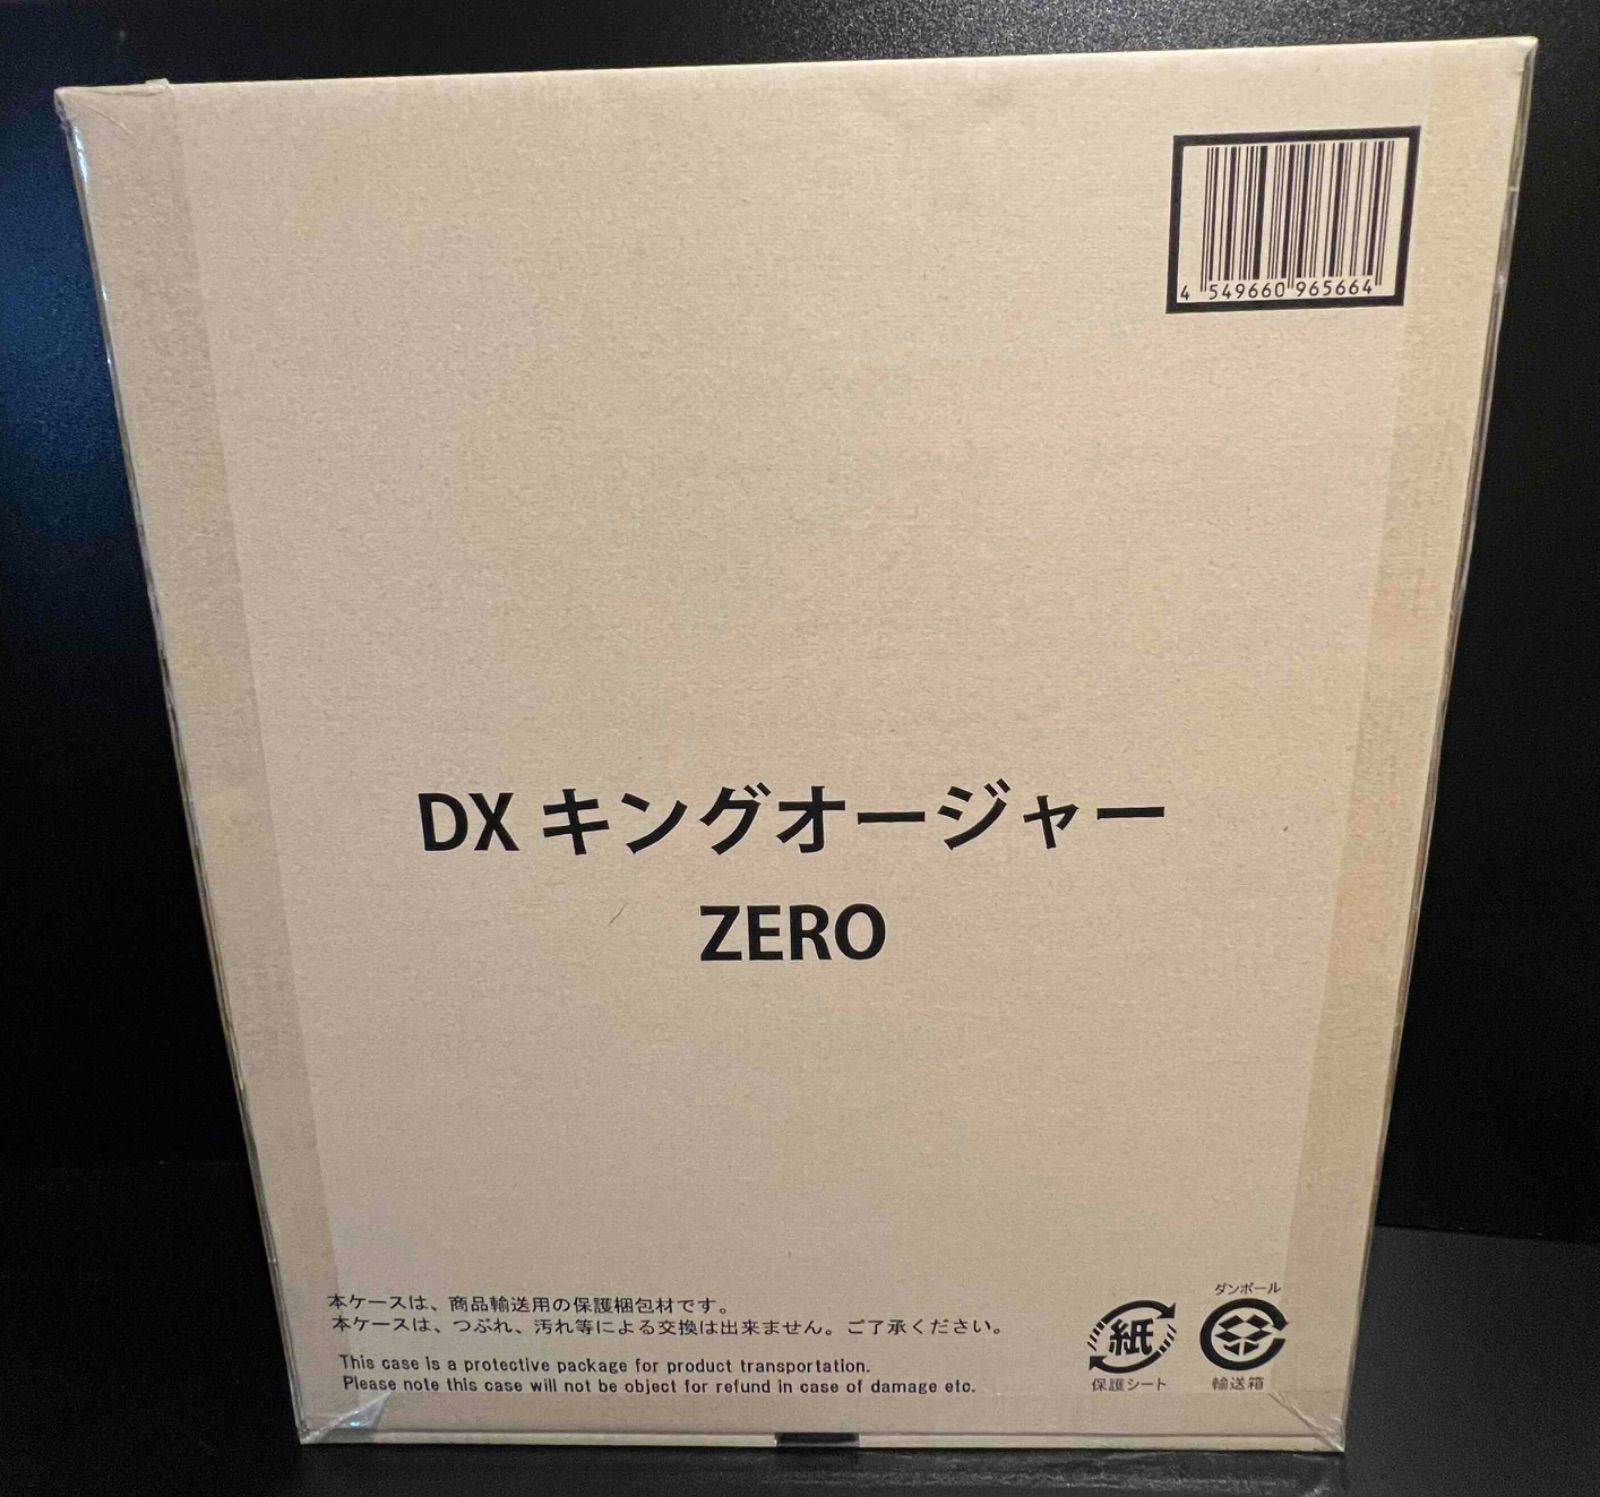 4 549660 965664
DX キングオージャー
ZERO
本ケースは、商品輸送用の保護梱包材です。
本ケースは、つぶれ、汚れ等による交換は出来ません。ご了承ください。
This case is a protective package for product transportation.
Please note this case will not be object for refund in case of damage etc.
紙
保護シート
ダンボール
輸送箱